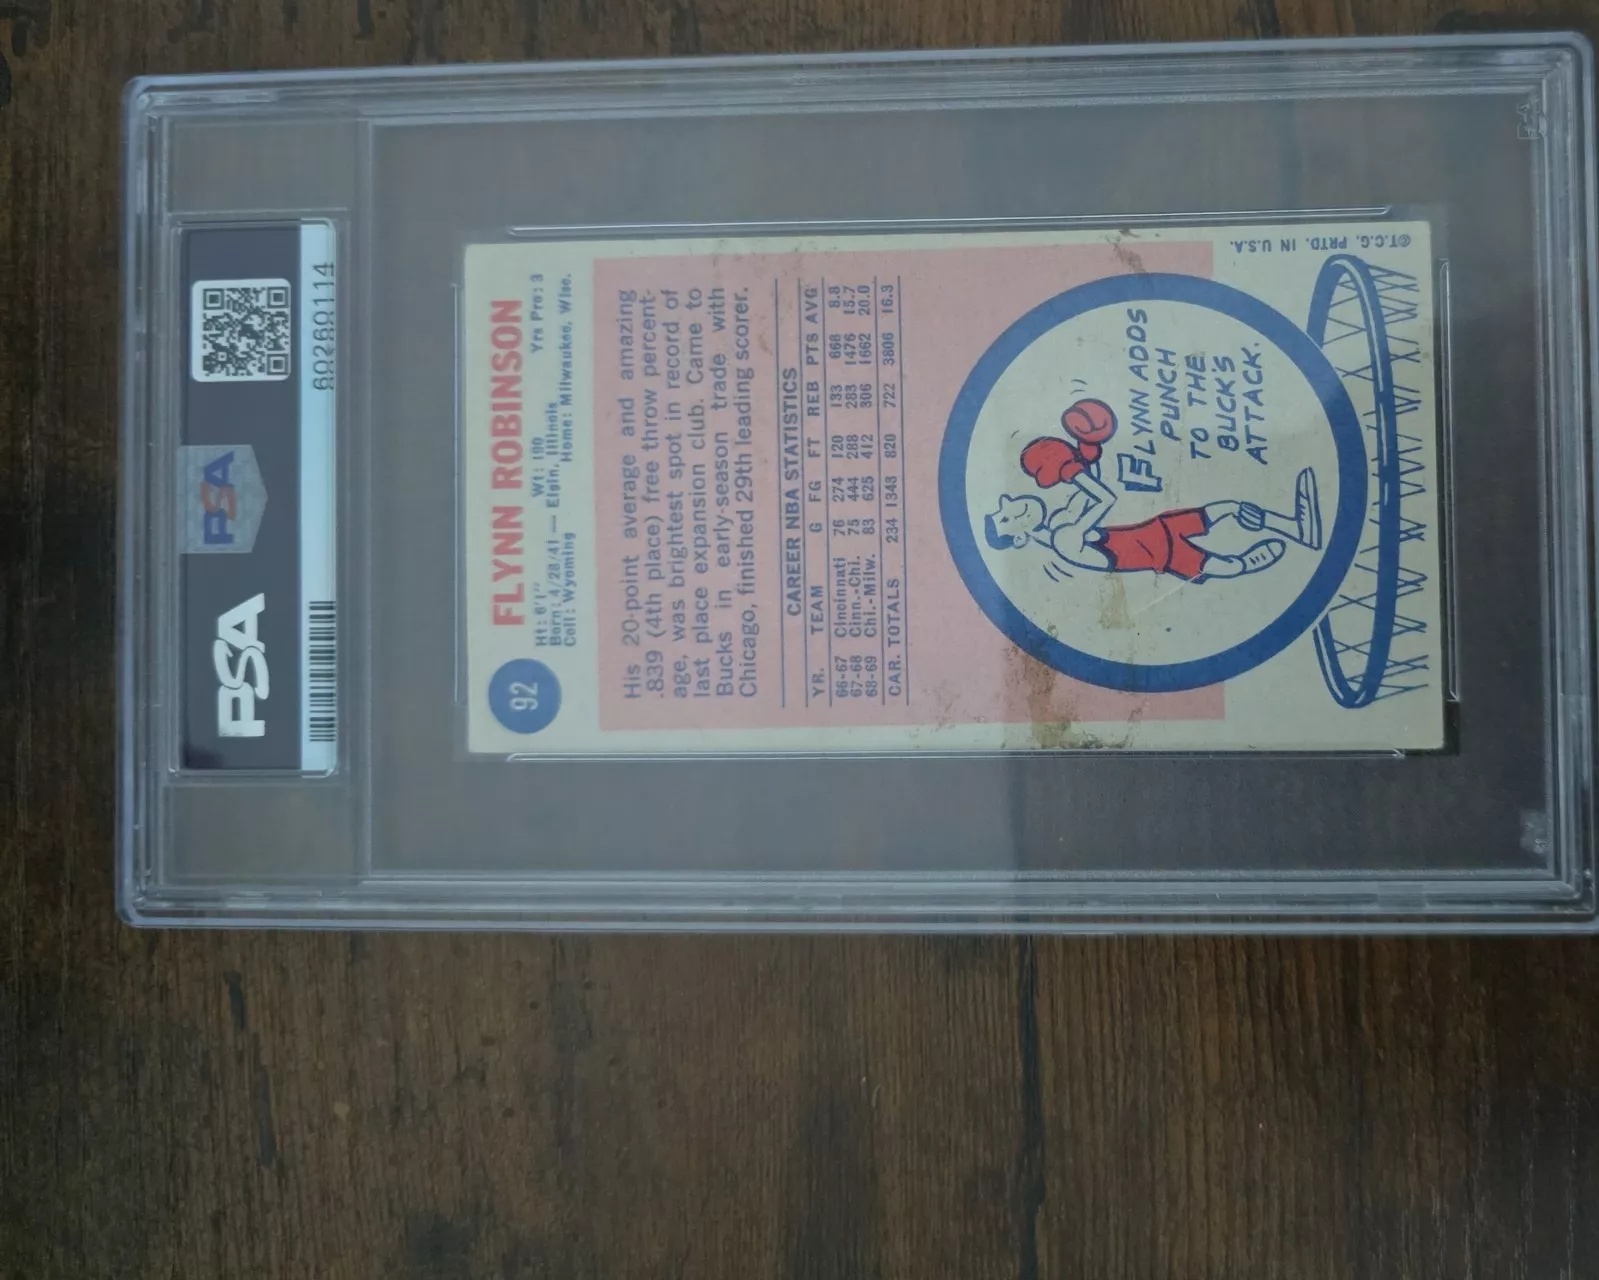 PSA
PSA
60260114
92
FLYNN ROBINSON
Ht: 6'1" Wt: 190 Yrs Pro: 3
Born: 4/28/41 — Elgin, Illinois
Coll: Wyoming Home: Milwaukee, Wisc.
His 20-point average and amazing
.839 (4th place) free throw percent-
age, was brightest spot in record of
last place expansion club. Came to
Bucks in early-season trade with
Chicago, finished 29th leading scorer.
CAREER NBA STATISTICS
YR. TEAM G FG FT REB PTS AVG
66-67 Cincinnati 76 274 120 133 668 8.8
67-68 Cinn.-Chi. 75 444 288 283 1476 15.7
68-69 Chi.-Milw. 83 625 412 306 1662 20.0
CAR. TOTALS 234 1343 820 722 3806 16.3
FLYNN ADDS
PUNCH
TO THE
BUCK'S
ATTACK.
©T.C.G. PRTD. IN U.S.A.